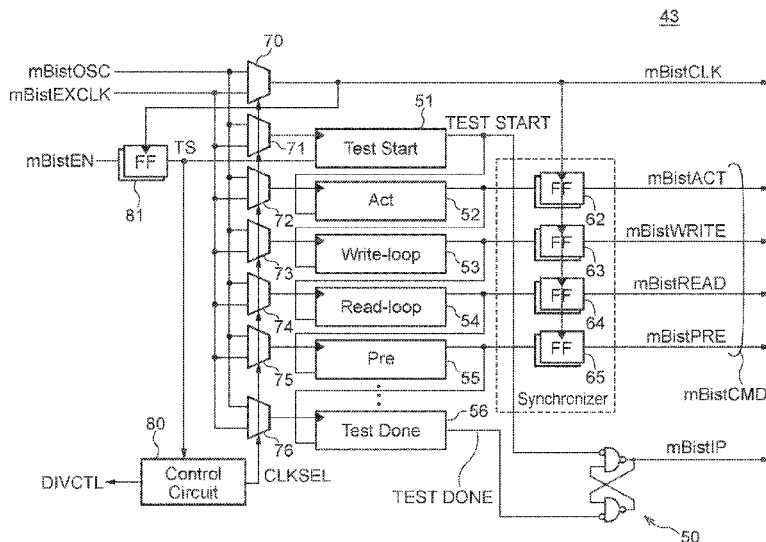 43
70
mBistOSC
mBistEXCLK
mBistCLK
51
TEST START
mBistEN
FF
TS
81
71
Test Start
72
Act
52
FF
62
mBistACT
73
Write-loop
53
FF
63
mBistWRITE
74
Read-loop
54
FF
64
mBistREAD
75
Pre
55
FF
65
mBistPRE
Synchronizer
mBistCMD
76
Test Done
56
80
Control
Circuit
CLKSEL
DIVCTL
TEST DONE
mBistIP
50